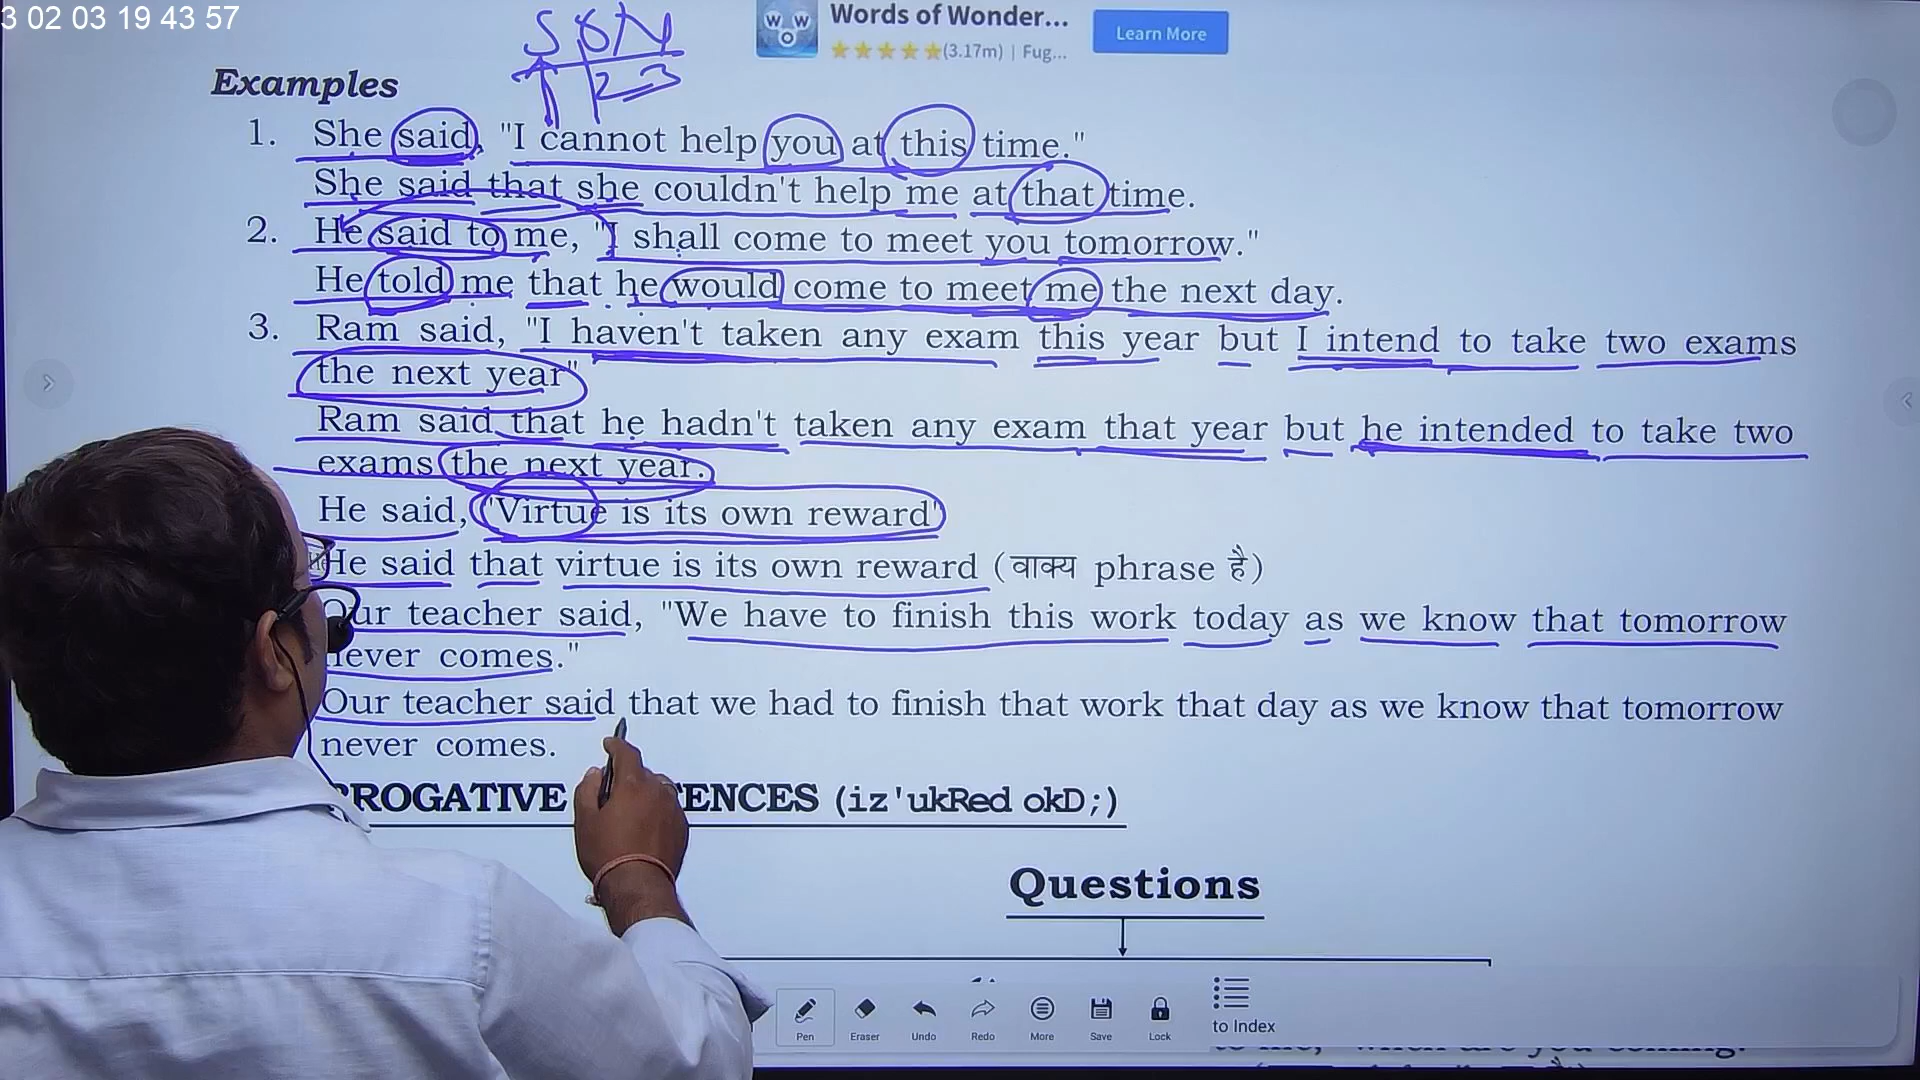 3 02 03 19 43 57
SON
1 2 3
Words of Wonder...
(3.17m) | Fug...
Learn More
Examples
1. She said, "I cannot help you at this time."
She said that she couldn't help me at that time.
2. He said to me, "I shall come to meet you tomorrow."
He told me that he would come to meet me the next day.
3. Ram said, "I haven't taken any exam this year but I intend to take two exams
the next year"
Ram said that he hadn't taken any exam that year but he intended to take two
exams the next year.
He said, "Virtue is its own reward"
He said that virtue is its own reward (वाक्य phrase है)
Our teacher said, "We have to finish this work today as we know that tomorrow
never comes."
Our teacher said that we had to finish that work that day as we know that tomorrow
never comes.
ROGATIVE TENCES (iz'ukRed okD;)
Questions
Pen Eraser Undo Redo More Save Lock to Index